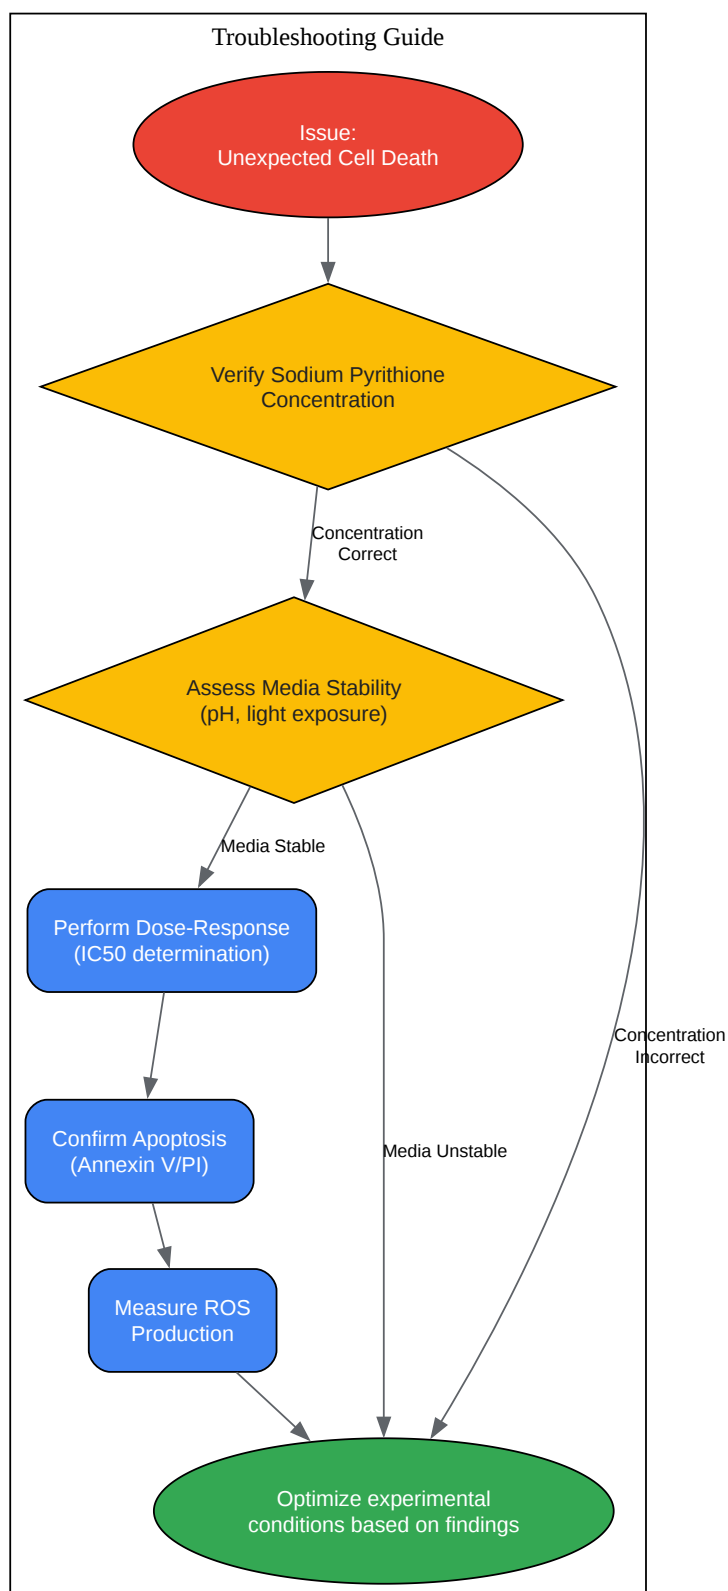 Troubleshooting Guide
Issue:
Unexpected Cell Death
Verify Sodium Pyrithione
Concentration
Concentration
Correct
Assess Media Stability
(pH, light exposure)
Media Stable
Perform Dose-Response
(IC50 determination)
Concentration
Incorrect
Confirm Apoptosis
(Annexin V/PI)
Media Unstable
Measure ROS
Production
Optimize experimental
conditions based on findings